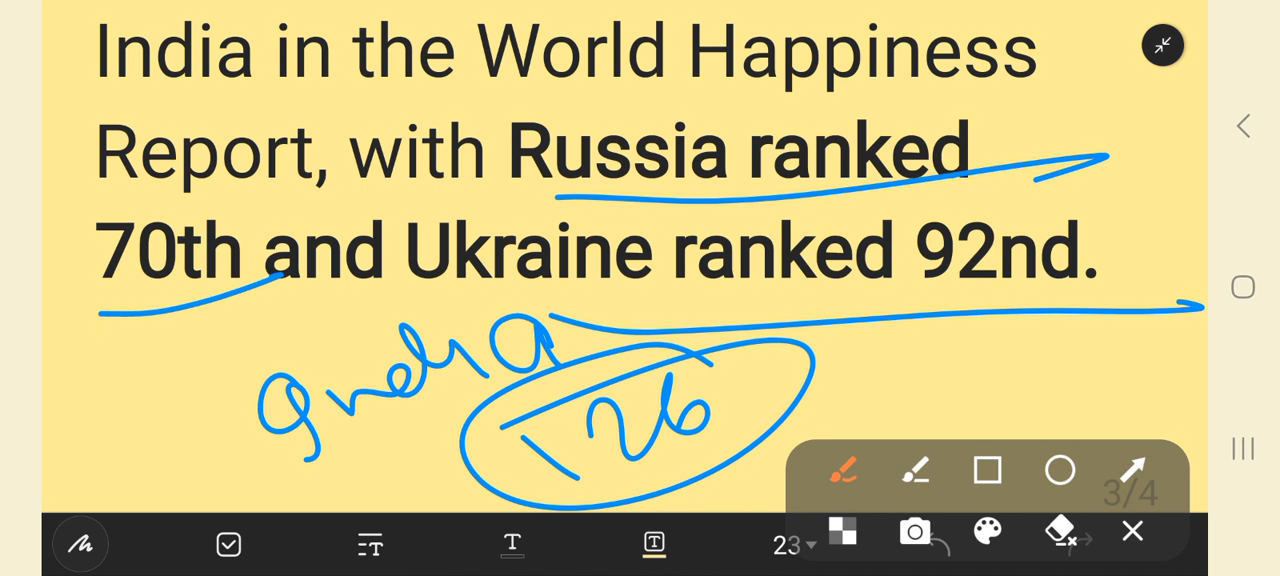 India in the World Happiness
Report, with Russia ranked
70th and Ukraine ranked 92nd.
India
126
3/4
T
T
T
23